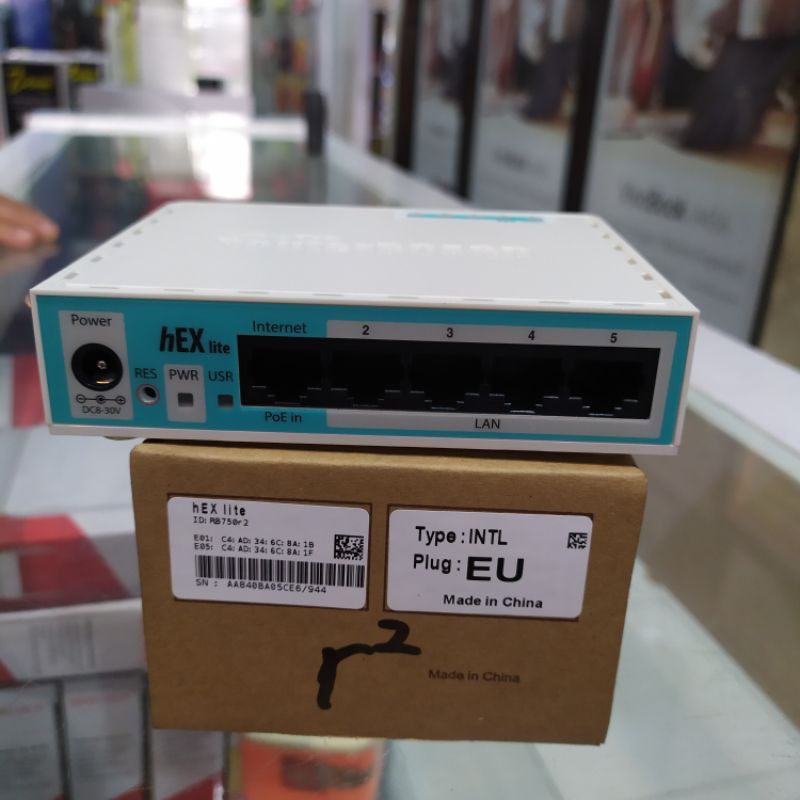 ROUTERBOARD
Power
DC8-30V
hEX lite
RES
PWR
USR
Internet
PoE in
2
3
4
5
LAN
hEX lite
ID: RB750r2
E01: C4:AD:34:6C:8A:1B
E05: C4:AD:34:6C:8A:1F
SN : AAB40BA05CE6/944
Type : INTL
Plug : EU
Made in China
r2
Made in China